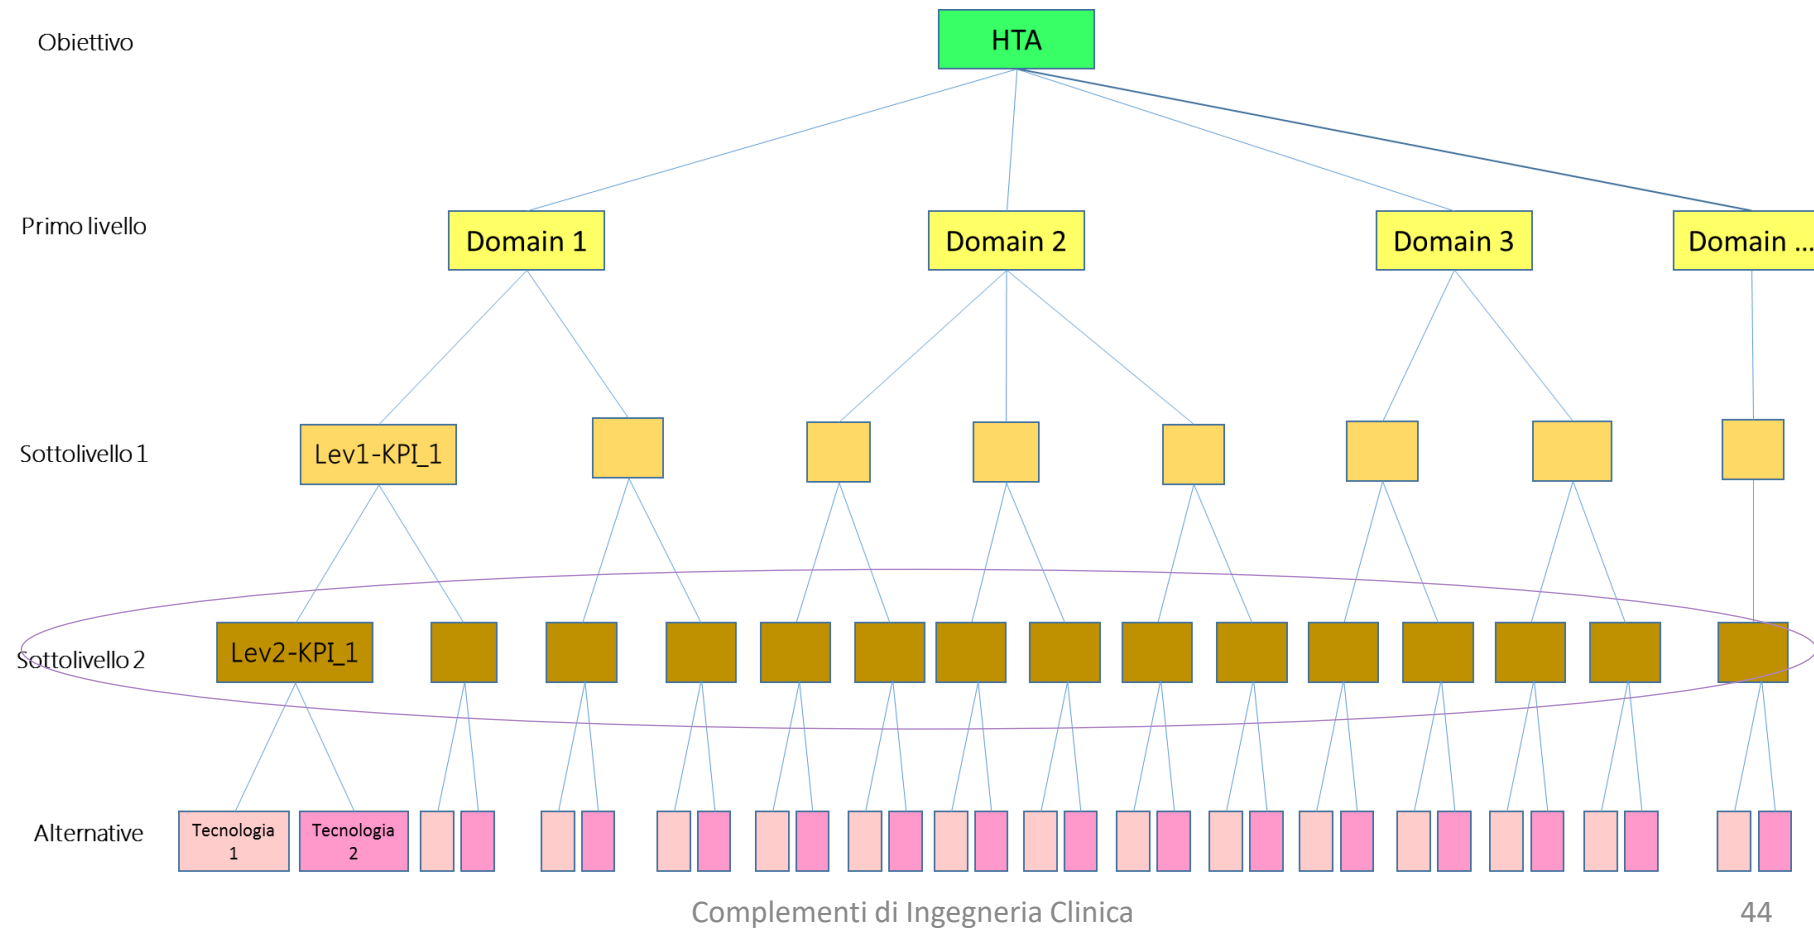 Obiettivo
HTA
Primo livello
Domain 1
Domain 2
Domain 3
Domain ...
Sottolivello 1
Lev1-KPI_1
Sottolivello 2
Lev2-KPI_1
Alternative
Tecnologia
1
Tecnologia
2
Complementi di Ingegneria Clinica
44